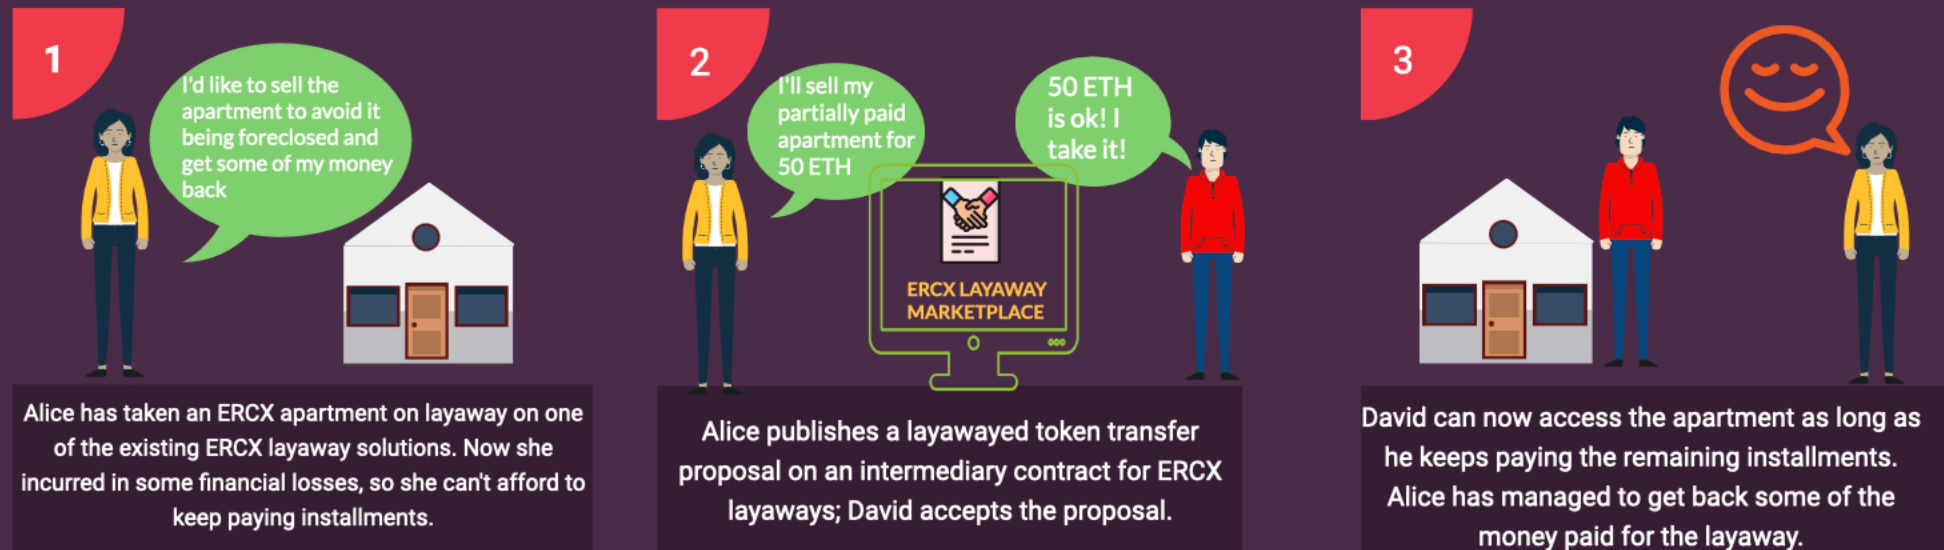 1
I'd like to sell the
apartment to avoid it
being foreclosed and
get some of my money
back
Alice has taken an ERCX apartment on layaway on one
of the existing ERCX layaway solutions. Now she
incurred in some financial losses, so she can't afford to
keep paying installments.
2
I'll sell my
partially paid
apartment for
50 ETH
50 ETH
is ok! I
take it!
ERCX LAYAWAY
MARKETPLACE
Alice publishes a layawayed token transfer
proposal on an intermediary contract for ERCX
layaways; David accepts the proposal.
3
David can now access the apartment as long as
he keeps paying the remaining installments.
Alice has managed to get back some of the
money paid for the layaway.